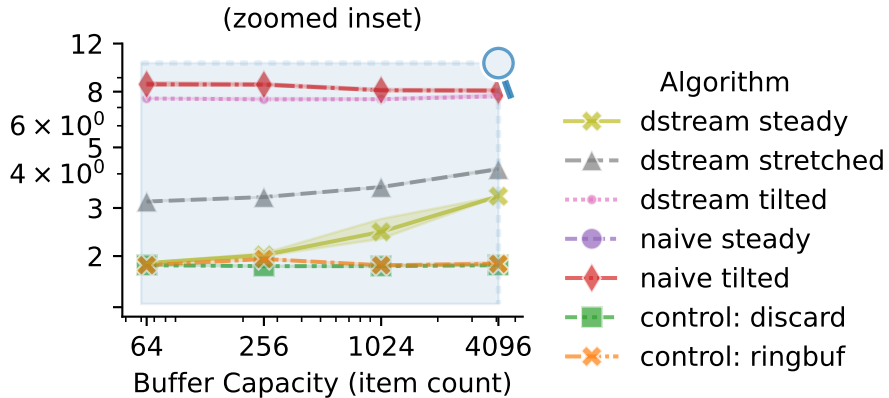 (zoomed inset)
12
8
6 × 10⁰
5
4 × 10⁰
3
2
64 256 1024 4096
Buffer Capacity (item count)
Algorithm
dstream steady
dstream stretched
dstream tilted
naive steady
naive tilted
control: discard
control: ringbuf